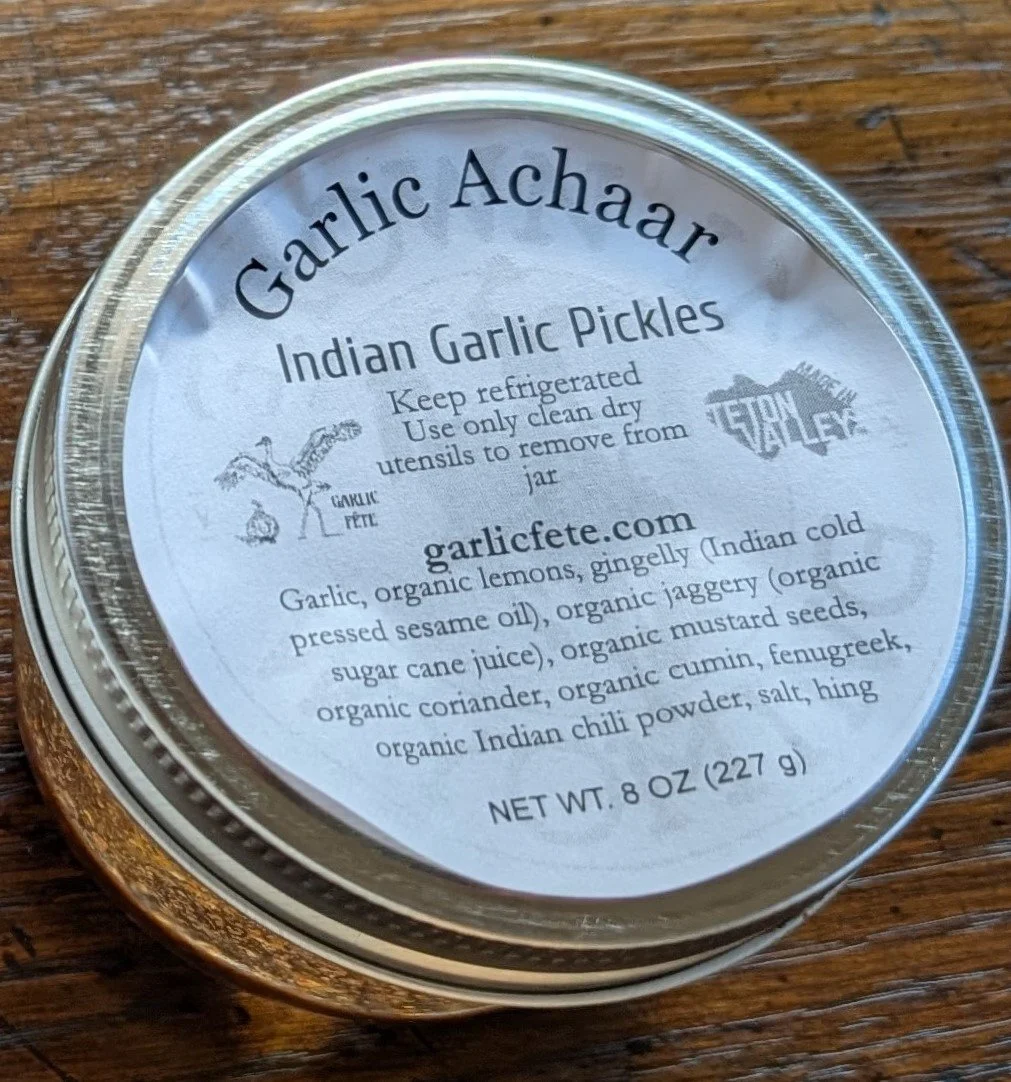 Garlic Achaar
Indian Garlic Pickles
Keep refrigerated
Use only clean dry
utensils to remove from
jar
MADE IN
TETON
VALLEY
GARLIC
FÊTE
garlicfete.com
Garlic, organic lemons, gingelly (Indian cold
pressed sesame oil), organic jaggery (organic
sugar cane juice), organic mustard seeds,
organic coriander, organic cumin, fenugreek,
organic Indian chili powder, salt, hing
NET WT. 8 OZ (227 g)